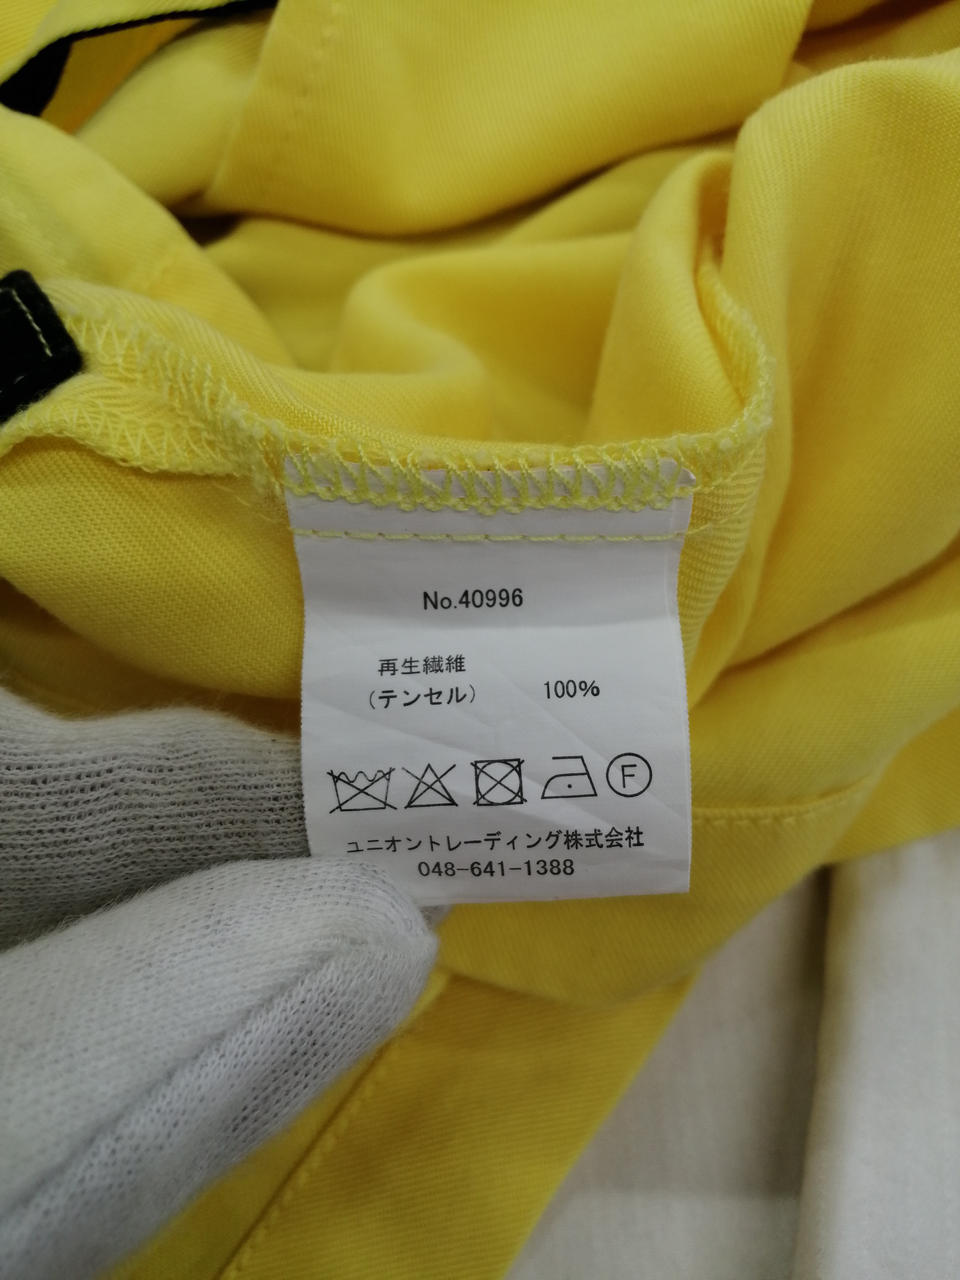 No.40996
再生繊維
(テンセル) 100%
F
ユニオントレーディング株式会社
048-641-1388